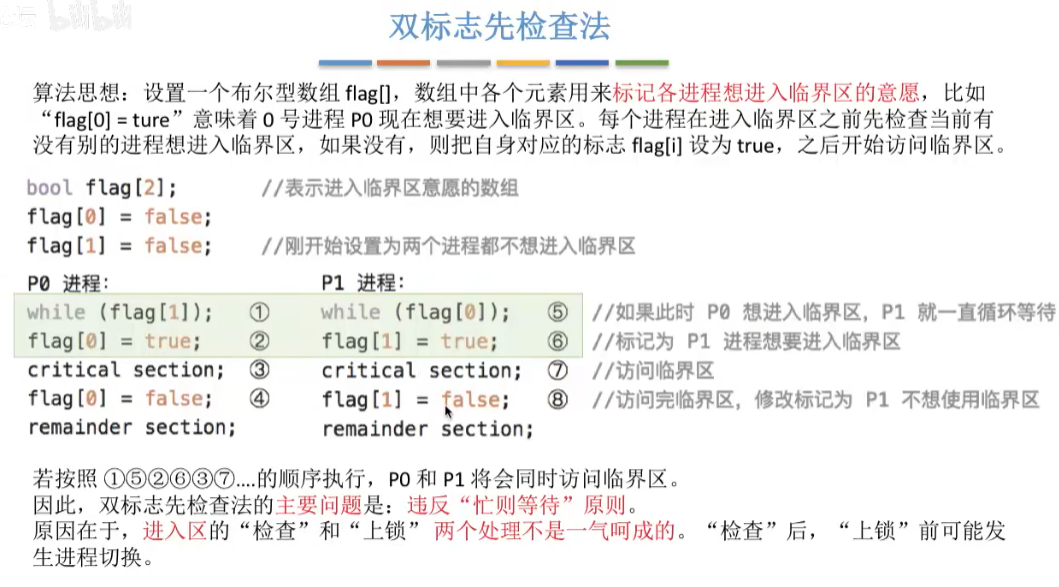 bilibili
双标志先检查法
算法思想：设置一个布尔型数组 flag[]，数组中各个元素用来标记各进程想进入临界区的意愿，比如
“flag[0] = ture”意味着 0 号进程 P0 现在想要进入临界区。每个进程在进入临界区之前先检查当前有
没有别的进程想进入临界区，如果没有，则把自身对应的标志 flag[i] 设为 true，之后开始访问临界区。
bool flag[2]; //表示进入临界区意愿的数组
flag[0] = false;
flag[1] = false; //刚开始设置为两个进程都不想进入临界区
P0 进程: P1 进程:
while (flag[1]); ① while (flag[0]); ⑤ //如果此时 P0 想进入临界区，P1 就一直循环等待
flag[0] = true; ② flag[1] = true; ⑥ //标记为 P1 进程想要进入临界区
critical section; ③ critical section; ⑦ //访问临界区
flag[0] = false; ④ flag[1] = false; ⑧ //访问完临界区，修改标记为 P1 不想使用临界区
remainder section; remainder section;
若按照 ①⑤②⑥③⑦....的顺序执行，P0 和 P1 将会同时访问临界区。
因此，双标志先检查法的主要问题是：违反“忙则等待”原则。
原因在于，进入区的“检查”和“上锁” 两个处理不是一气呵成的。“检查”后，“上锁”前可能发
生进程切换。